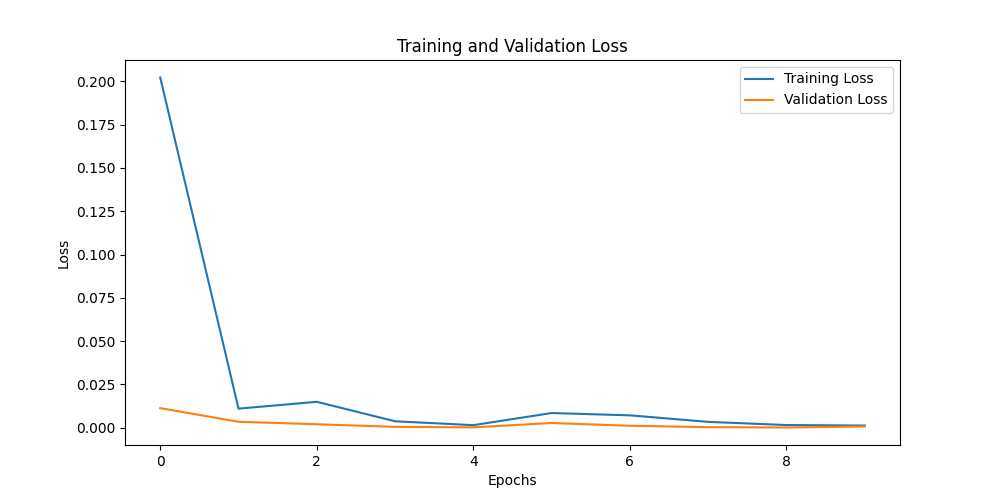 Training and Validation Loss
Training Loss
Validation Loss
0.200
0.175
0.150
0.125
0.100
0.075
0.050
0.025
0.000
Loss
0 2 4 6 8
Epochs